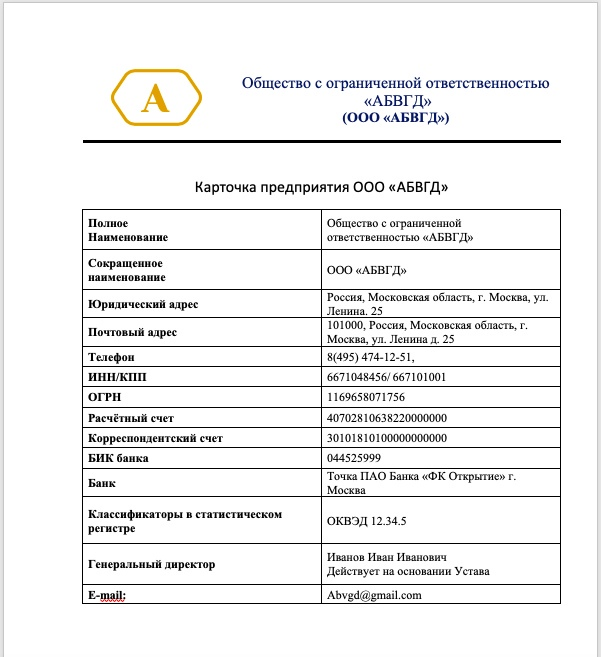 А
Общество с ограниченной ответственностью
«АБВГД»
(ООО «АБВГД»)
Карточка предприятия ООО «АБВГД»
Полное
Наименование
Общество с ограниченной
ответственностью «АБВГД»
Сокращенное
наименование
ООО «АБВГД»
Юридический адрес
Россия, Московская область, г. Москва, ул.
Ленина. 25
Почтовый адрес
101000, Россия, Московская область, г.
Москва, ул. Ленина д. 25
Телефон
8(495) 474-12-51,
ИНН/КПП
6671048456/ 667101001
ОГРН
1169658071756
Расчётный счет
40702810638220000000
Корреспондентский счет
30101810100000000000
БИК банка
044525999
Банк
Точка ПАО Банка «ФК Открытие» г.
Москва
Классификаторы в статистическом
регистре
ОКВЭД 12.34.5
Генеральный директор
Иванов Иван Иванович
Действует на основании Устава
E-mail:
Abvgd@gmail.com